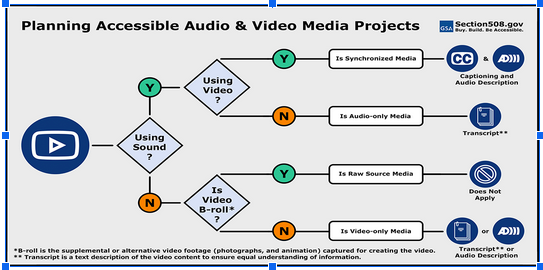 Planning Accessible Audio & Video Media Projects
GSA
Section508.gov
Buy. Build. Be Accessible.
Y
Using
Video
?
Y
Is Synchronized Media
CC
&
AD
Captioning and
Audio Description
N
Is Audio-only Media
Transcript**
Using
Sound
?
Y
Is Raw Source Media
Does Not
Apply
N
Is
Video
B-roll*
?
N
Is Video-only Media
or
AD
Transcript** or
Audio Description
*B-roll is the supplemental or alternative video footage (photographs, and animation) captured for creating the video.
** Transcript is a text description of the video content to ensure equal understanding of information.